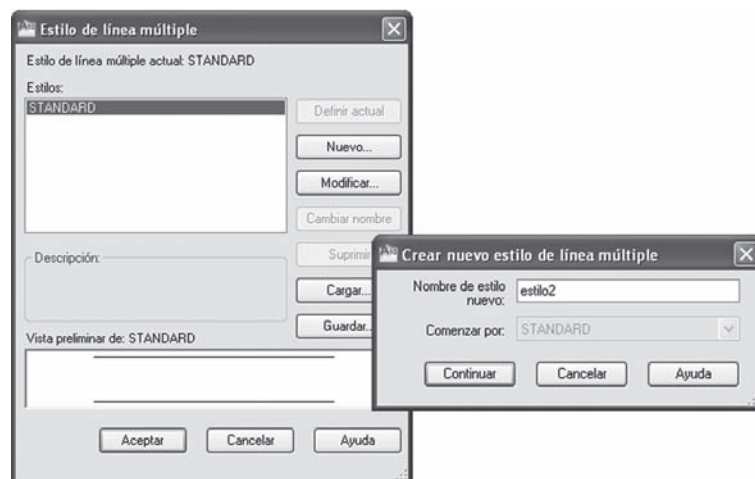 Estilo de línea múltiple
Estilo de línea múltiple actual: STANDARD
Estilos:
STANDARD
Definir actual
Nuevo...
Modificar...
Cambiar nombre
Suprimir
Cargar...
Guardar...
Descripción:
Vista preliminar de: STANDARD
Aceptar
Cancelar
Ayuda
Crear nuevo estilo de línea múltiple
Nombre de estilo
nuevo:
estilo2
Comenzar por:
STANDARD
Continuar
Cancelar
Ayuda